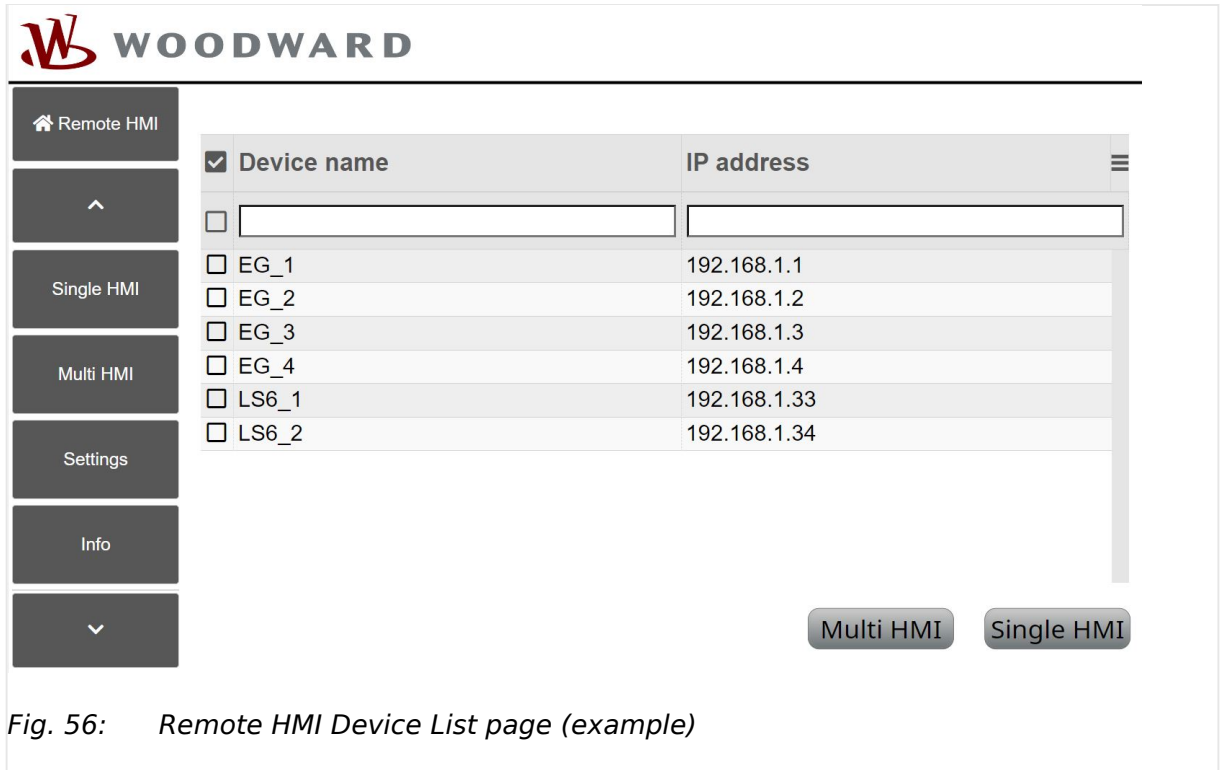 WOODWARD
Remote HMI
Single HMI
Multi HMI
Settings
Info
Device name IP address
EG_1 192.168.1.1
EG_2 192.168.1.2
EG_3 192.168.1.3
EG_4 192.168.1.4
LS6_1 192.168.1.33
LS6_2 192.168.1.34
Multi HMI Single HMI
Fig. 56: Remote HMI Device List page (example)